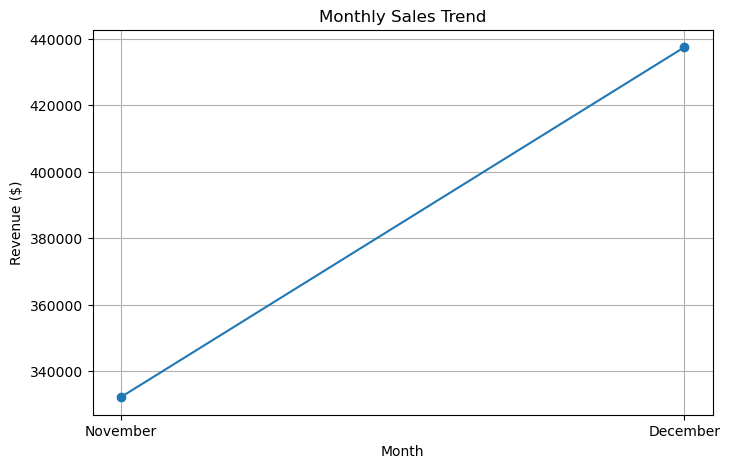 Monthly Sales Trend
Revenue ($)
440000
420000
400000
380000
360000
340000
November
December
Month